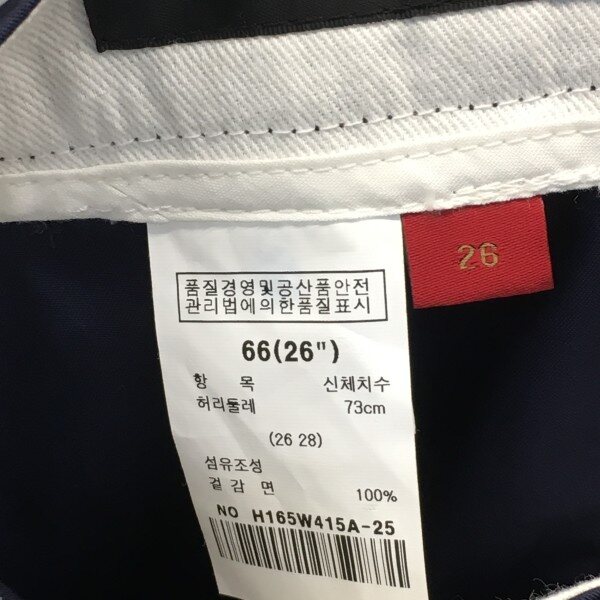 26
품질경영및공산품안전
관리법에의한품질표시
66(26")
항 목 신체치수
허리둘레 73cm
(26 28)
섬유조성
겉감 면 100%
NO H165W415A-25